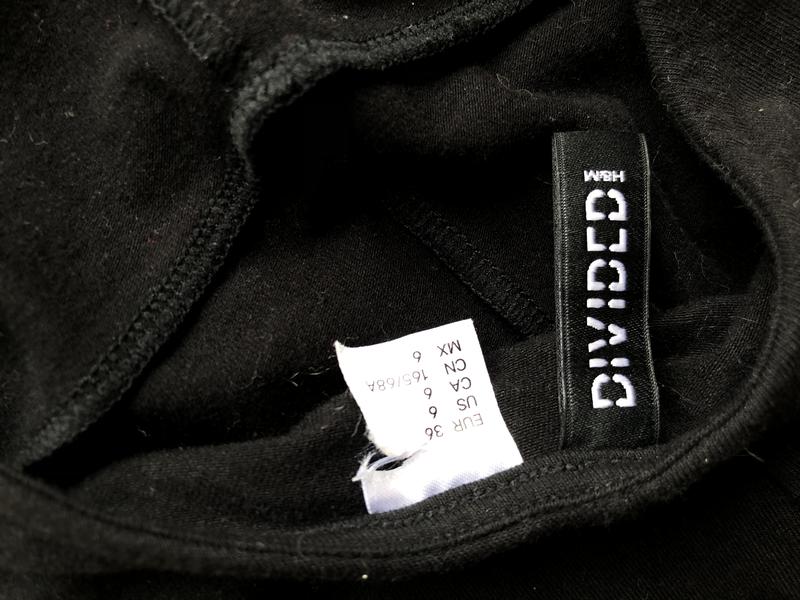 DIVIDED
H&M
EUR 36
US 6
CA 6
CN 165/68A
MX 6